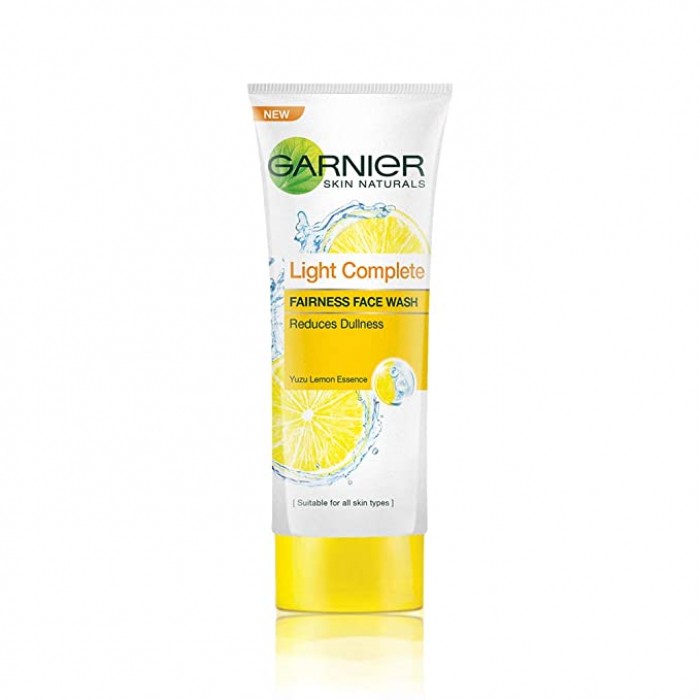 NEW
GARNIER
SKIN NATURALS
Light Complete
FAIRNESS FACE WASH
Reduces Dullness
Yuzu Lemon Essence
[ Suitable for all skin types ]